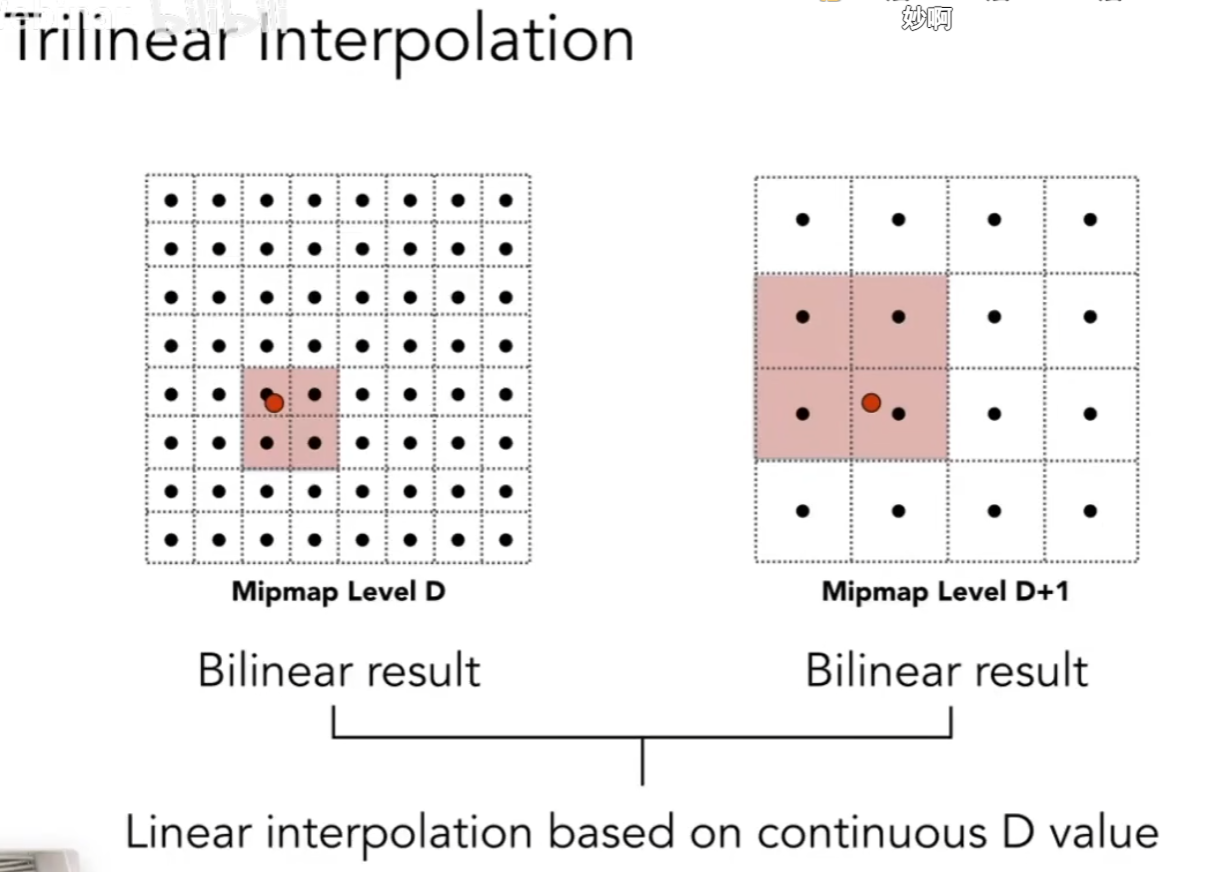 Trilinear Interpolation
bilibili
妙啊
Mipmap Level D
Mipmap Level D+1
Bilinear result
Bilinear result
Linear interpolation based on continuous D value